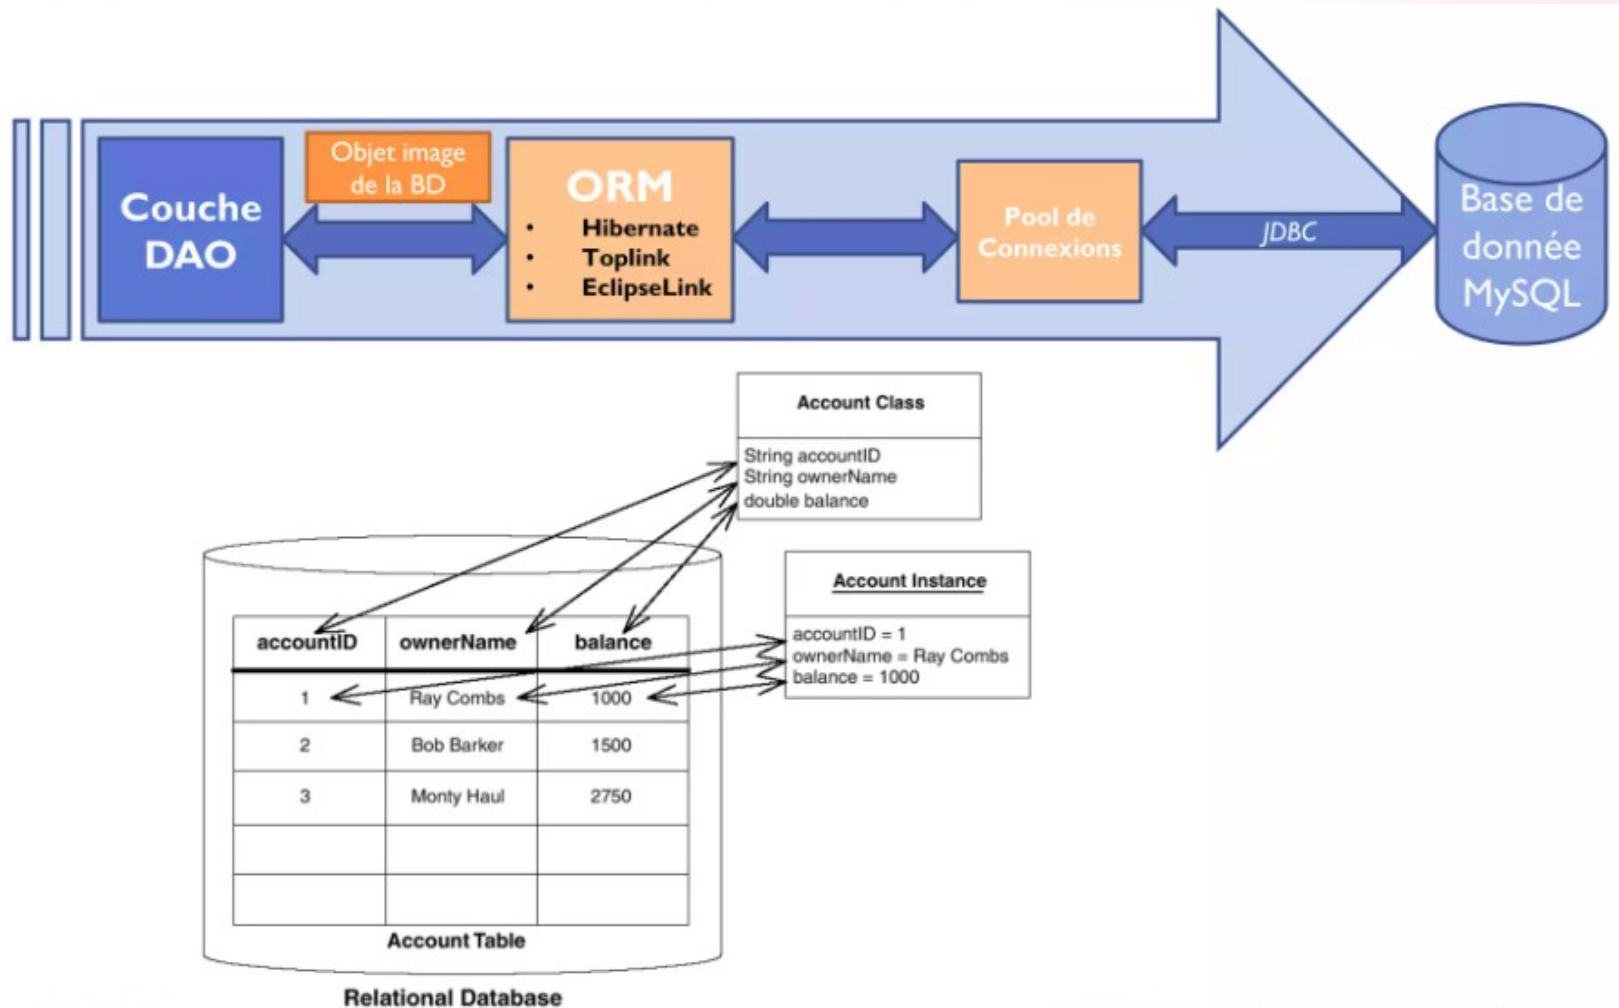 Couche
DAO
Objet image
de la BD
ORM
• Hibernate
• Toplink
• EclipseLink
Pool de
Connexions
JDBC
Base de
donnée
MySQL
Account Class
String accountID
String ownerName
double balance
Account Instance
accountID = 1
ownerName = Ray Combs
balance = 1000
accountID ownerName balance
1 Ray Combs 1000
2 Bob Barker 1500
3 Monty Haul 2750
Account Table
Relational Database